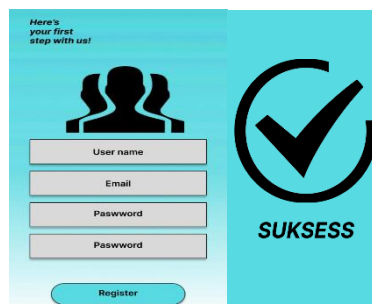 Here's
your first
step with us!
User name
Email
Paswword
Paswword
Register
SUKSESS